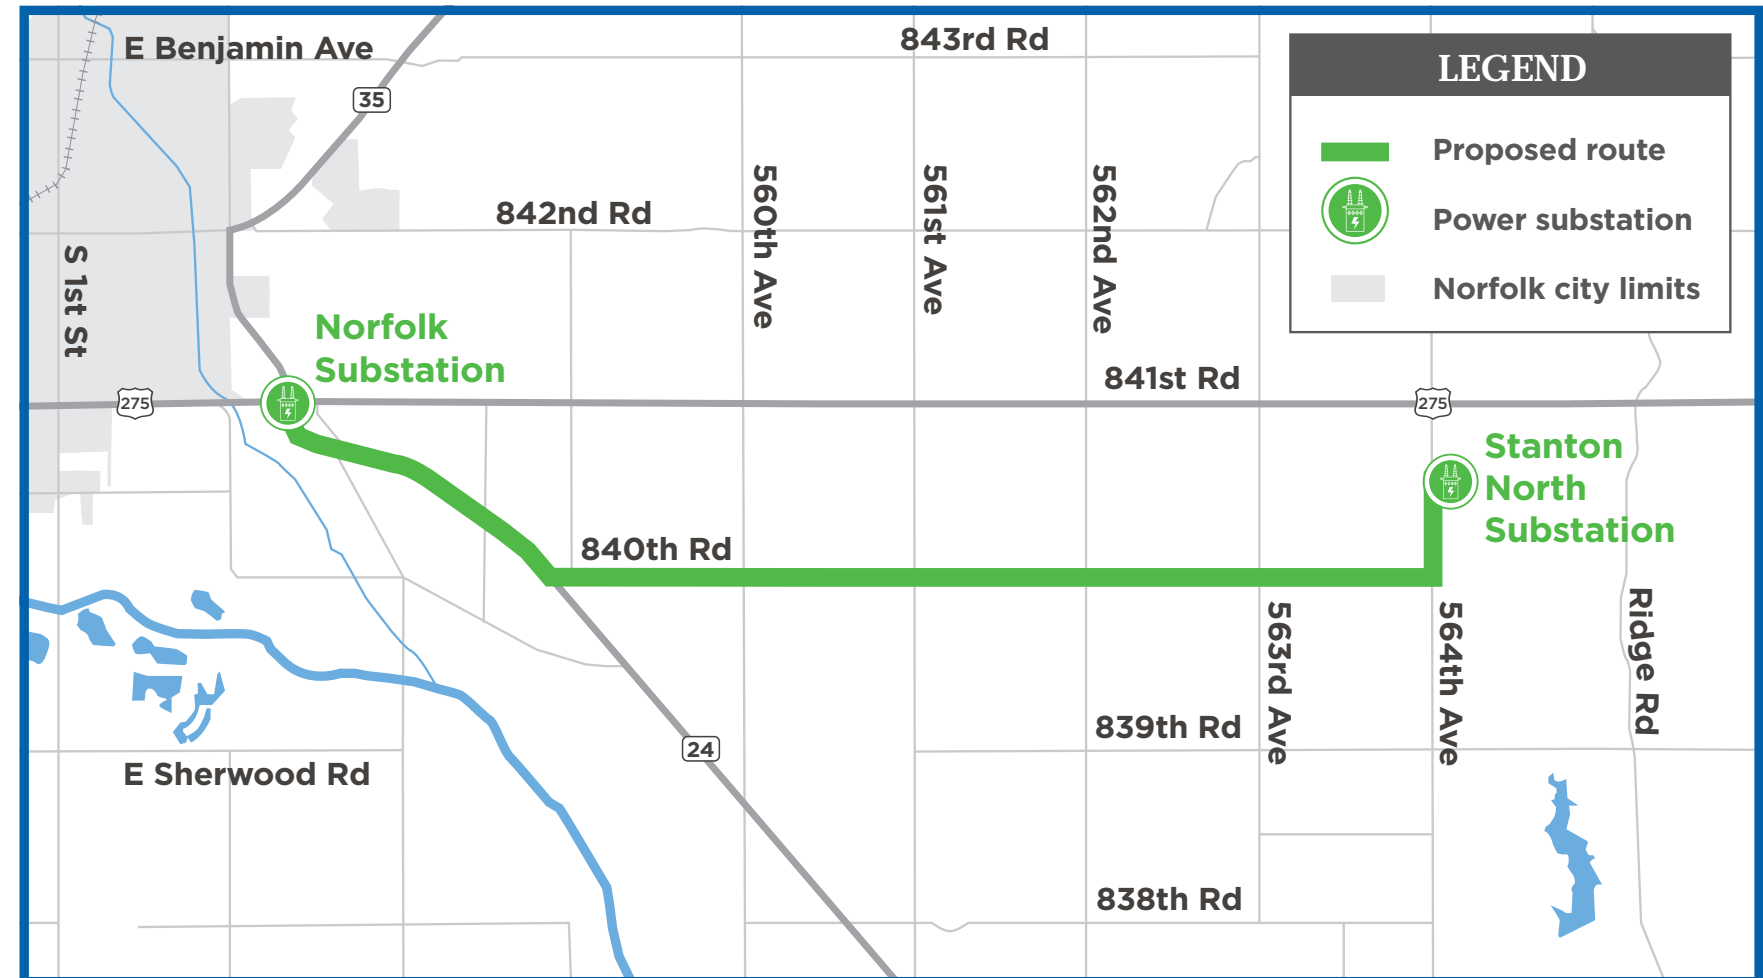 E Benjamin Ave
843rd Rd
35
LEGEND
Proposed route
Power substation
Norfolk city limits
842nd Rd
560th Ave
561st Ave
562nd Ave
S 1st St
Norfolk
Substation
841st Rd
275
275
Stanton
North
Substation
840th Rd
563rd Ave
564th Ave
Ridge Rd
839th Rd
24
E Sherwood Rd
838th Rd